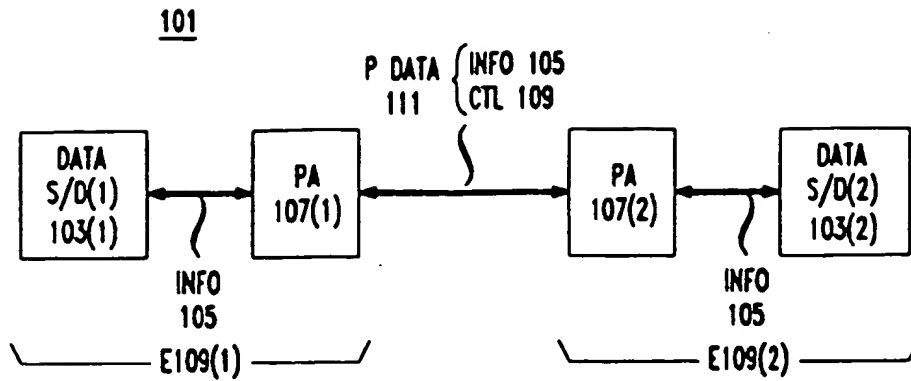 101
P DATA
111
INFO 105
CTL 109
DATA
S/D(1)
103(1)
PA
107(1)
PA
107(2)
DATA
S/D(2)
103(2)
INFO
105
INFO
105
E109(1)
E109(2)